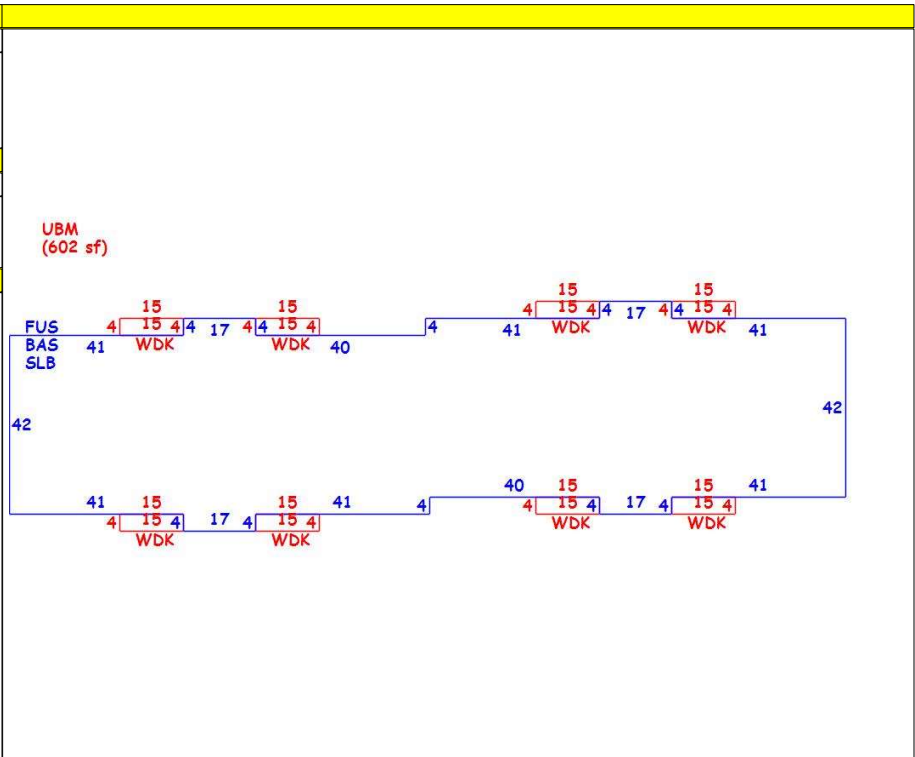 UBM
(602 sf)
15 15
15 15
4 15 4 4 17 4 4 15 4
4 15 4 4 17 4 4 15 4
FUS
41 WDK WDK 40 4 41 WDK WDK 41
BAS
SLB
42 42
41 15 15 41 40 15 15 41
4 15 4 17 4 15 4 4
4 15 4 17 4 15 4
WDK WDK
WDK WDK